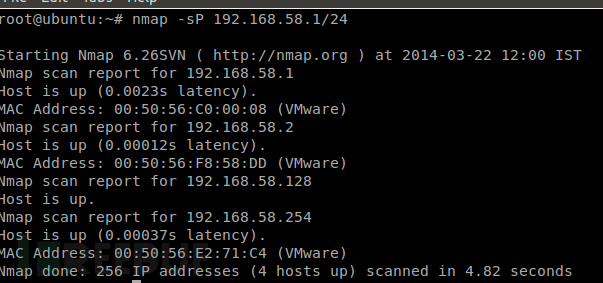 root@ubuntu:~# nmap -sP 192.168.58.1/24
Starting Nmap 6.26SVN ( http://nmap.org ) at 2014-03-22 12:00 IST
Nmap scan report for 192.168.58.1
Host is up (0.0023s latency).
MAC Address: 00:50:56:C0:00:08 (VMware)
Nmap scan report for 192.168.58.2
Host is up (0.00012s latency).
MAC Address: 00:50:56:F8:58:DD (VMware)
Nmap scan report for 192.168.58.128
Host is up.
Nmap scan report for 192.168.58.254
Host is up (0.00037s latency).
MAC Address: 00:50:56:E2:71:C4 (VMware)
Nmap done: 256 IP addresses (4 hosts up) scanned in 4.82 seconds